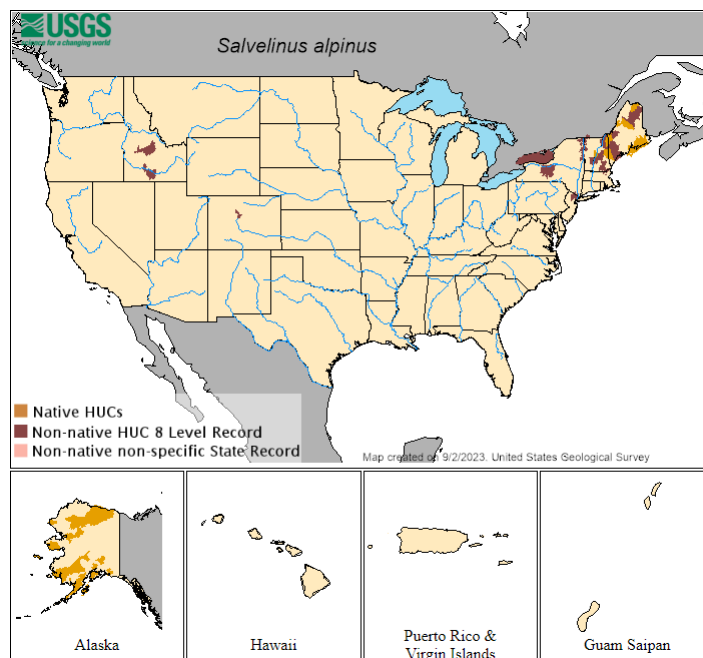 USGS
science for a changing world
Salvelinus alpinus
Native HUCs
Non-native HUC 8 Level Record
Non-native non-specific State Record
Map created on 9/2/2023. United States Geological Survey
Alaska
Hawaii
Puerto Rico &
Virgin Islands
Guam Saipan